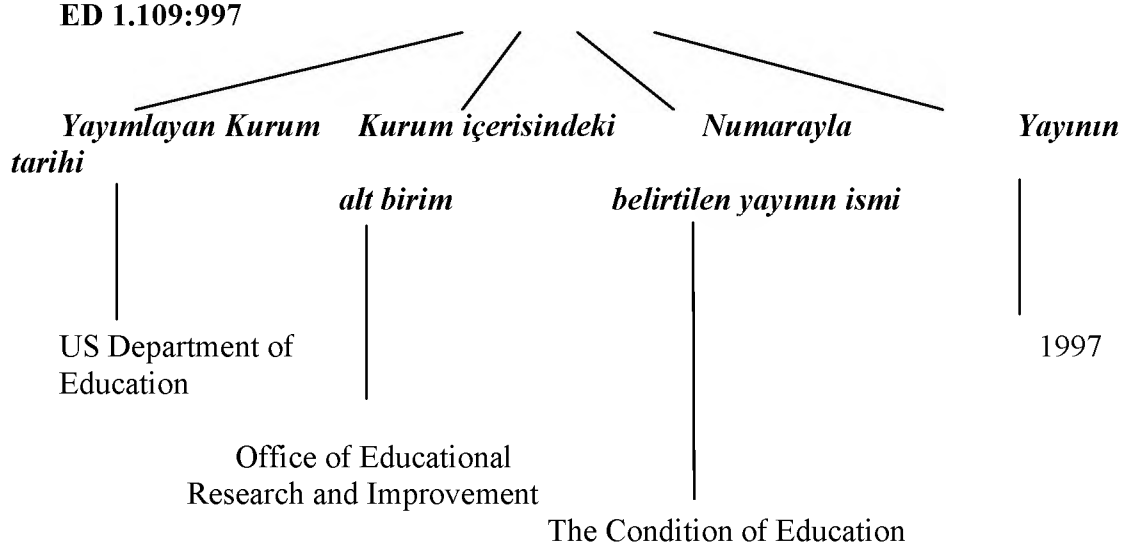 ED 1.109:997
Yayımlayan Kurum Kurum içerisindeki Numarayla Yayının
tarihi
alt birim belirtilen yayının ismi
US Department of 1997
Education
Office of Educational
Research and Improvement
The Condition of Education